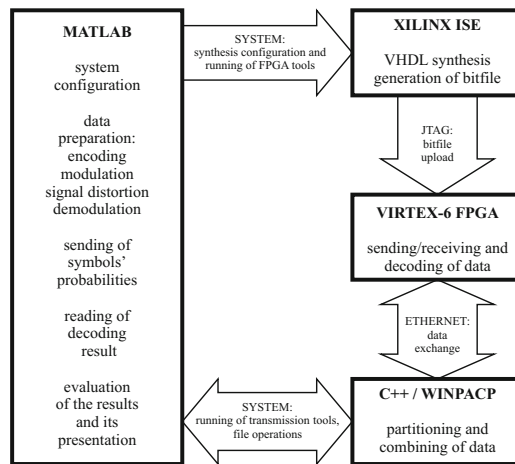 MATLAB
system
configuration
data
preparation:
encoding
modulation
signal distortion
demodulation
sending of
symbols'
probabilities
reading of
decoding
result
evaluation
of the results
and its
presentation
SYSTEM:
synthesis configuration and
running of FPGA tools
XILINX ISE
VHDL synthesis
generation of bitfile
JTAG:
bitfile
upload
VIRTEX-6 FPGA
sending/receiving and
decoding of data
ETHERNET:
data
exchange
SYSTEM:
running of transmission tools,
file operations
C++ / WINPACP
partitioning and
combining of data